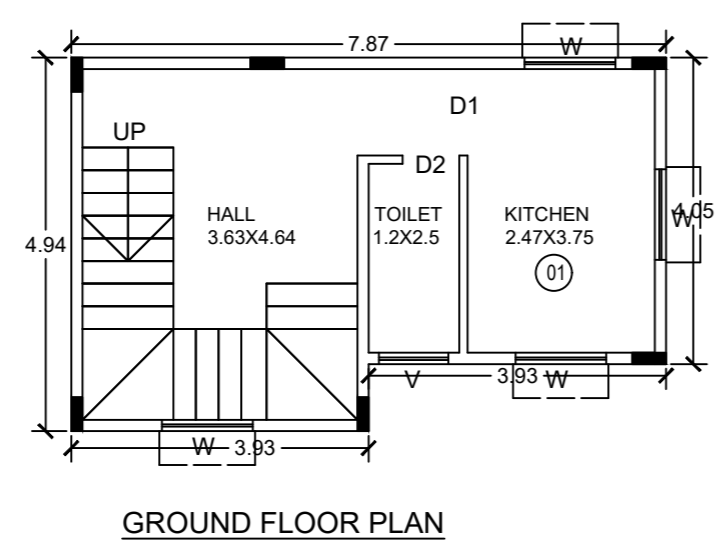 7.87
W
D1
UP
D2
HALL
3.63X4.64
TOILET
1.2X2.5
KITCHEN
2.47X3.75
4.05
W
4.94
01
V
3.93
W
W
3.93
GROUND FLOOR PLAN